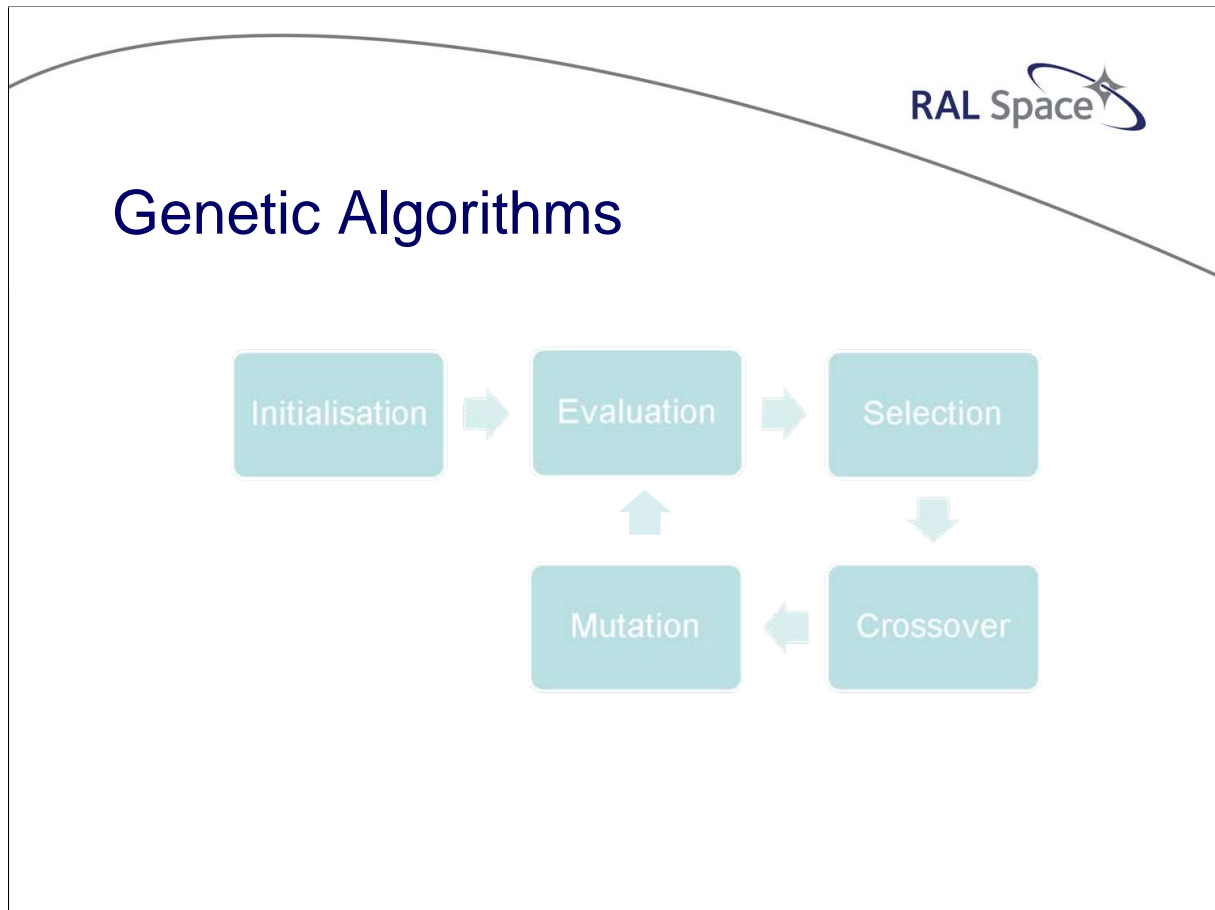 RAL Space
Genetic Algorithms
Initialisation
Evaluation
Selection
Mutation
Crossover